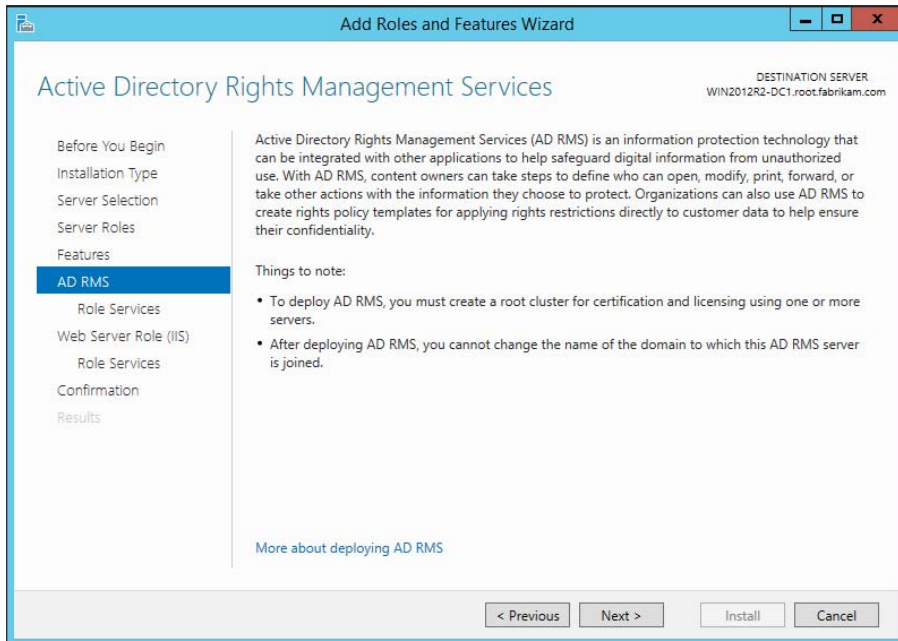 Add Roles and Features Wizard
x
Active Directory Rights Management Services
DESTINATION SERVER
WIN2012R2-DC1.root.fabrikam.com
Before You Begin
Installation Type
Server Selection
Server Roles
Features
AD RMS
Role Services
Web Server Role (IIS)
Role Services
Confirmation
Results
Active Directory Rights Management Services (AD RMS) is an information protection technology that
can be integrated with other applications to help safeguard digital information from unauthorized
use. With AD RMS, content owners can take steps to define who can open, modify, print, forward, or
take other actions with the information they choose to protect. Organizations can also use AD RMS to
create rights policy templates for applying rights restrictions directly to customer data to help ensure
their confidentiality.
Things to note:
• To deploy AD RMS, you must create a root cluster for certification and licensing using one or more
servers.
• After deploying AD RMS, you cannot change the name of the domain to which this AD RMS server
is joined.
More about deploying AD RMS
< Previous
Next >
Install
Cancel